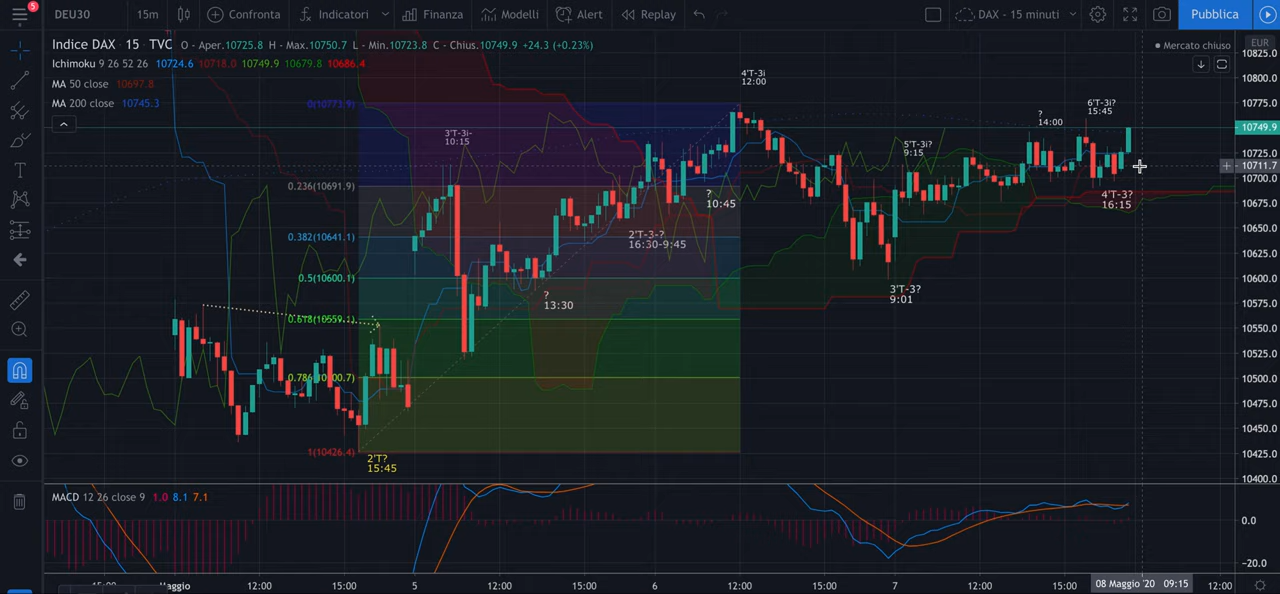 5
DEU30 15m Confronta Indicatori Finanza Modelli Alert Replay DAX - 15 minuti Pubblica
Indice DAX 15 TVC O - Aper.10725.8 H - Max.10750.7 L - Min.10723.8 C - Chius.10749.9 +24.3 (+0.23%)
Mercato chiuso
EUR
Ichimoku 9 26 52 26 10724.6 10718.0 10749.9 10679.8 10686.4
MA 50 close 10697.8
MA 200 close 10745.3
4'T-3i
12:00
0(10773.9)
3'T-3i-
10:15
5'T-3i?
9:15
?
14:00
6'T-3i?
15:45
0.236(10691.9)
?
10:45
4'T-3?
16:15
0.382(10641.1)
2'T-3-?
16:30-9:45
0.5(10600.1)
?
13:30
3'T-3?
9:01
0.618(10559.1)
1(10426.4)
2'T?
15:45
10825.0
10800.0
10775.0
10749.9
10725.0
10711.7
10700.0
10675.0
10650.0
10625.0
10600.0
10575.0
10550.0
10525.0
10500.0
10475.0
10450.0
10425.0
10400.0
MACD 12 26 close 9 1.0 8.1 7.1
0.0
-20.0
12:00 15:00 5 12:00 15:00 6 12:00 15:00 7 12:00 15:00 08 Maggio '20 09:15 12:00